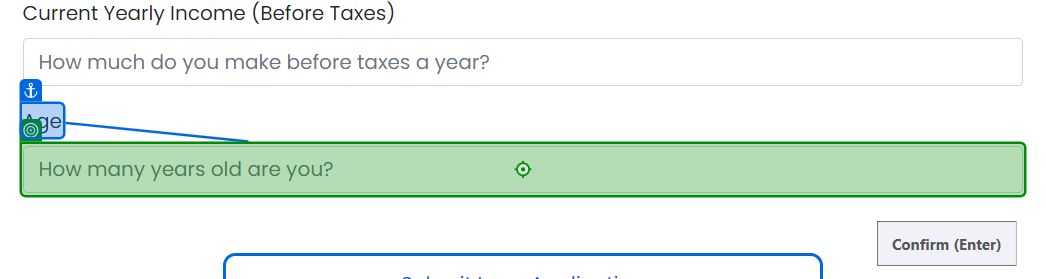 Current Yearly Income (Before Taxes)
How much do you make before taxes a year?
Age
How many years old are you?
Confirm (Enter)